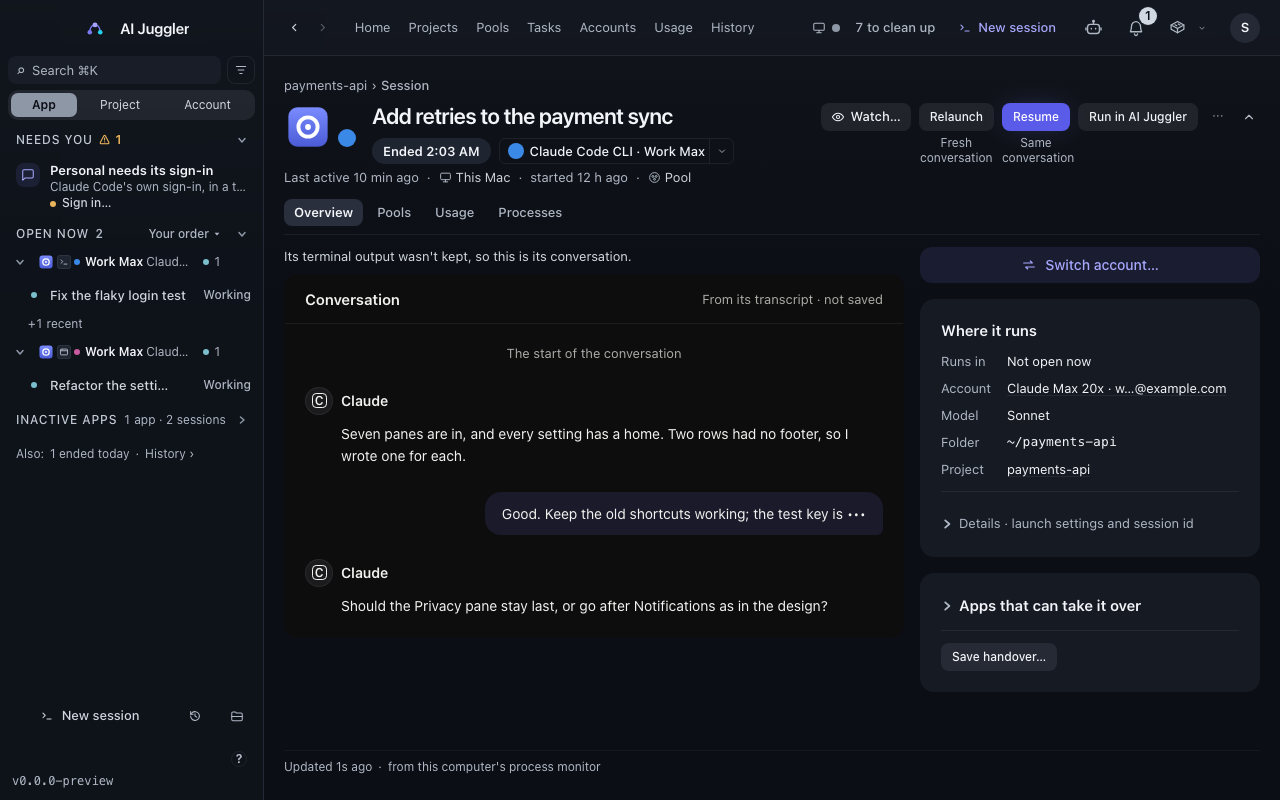 AI Juggler
Search ⌘K
App Project Account
NEEDS YOU 1
Personal needs its sign-in
Claude Code's own sign-in, in a t...
Sign in...
OPEN NOW 2 Your order
Work Max Claud... 1
Fix the flaky login test Working
+1 recent
Work Max Claud... 1
Refactor the setti... Working
INACTIVE APPS 1 app · 2 sessions
Also: 1 ended today · History ›
New session
?
v0.0.0-preview
Home Projects Pools Tasks Accounts Usage History
7 to clean up
New session
1
S
payments-api › Session
Add retries to the payment sync
Ended 2:03 AM Claude Code CLI · Work Max
Last active 10 min ago · This Mac · started 12 h ago · Pool
Watch... Relaunch Resume Run in AI Juggler ...
Fresh conversation
Same conversation
Overview Pools Usage Processes
Its terminal output wasn't kept, so this is its conversation.
Conversation From its transcript · not saved
The start of the conversation
C Claude
Seven panes are in, and every setting has a home. Two rows had no footer, so I
wrote one for each.
Good. Keep the old shortcuts working; the test key is •••
C Claude
Should the Privacy pane stay last, or go after Notifications as in the design?
Switch account...
Where it runs
Runs in Not open now
Account Claude Max 20x · w...@example.com
Model Sonnet
Folder ~/payments-api
Project payments-api
Details · launch settings and session id
Apps that can take it over
Save handover...
Updated 1s ago · from this computer's process monitor